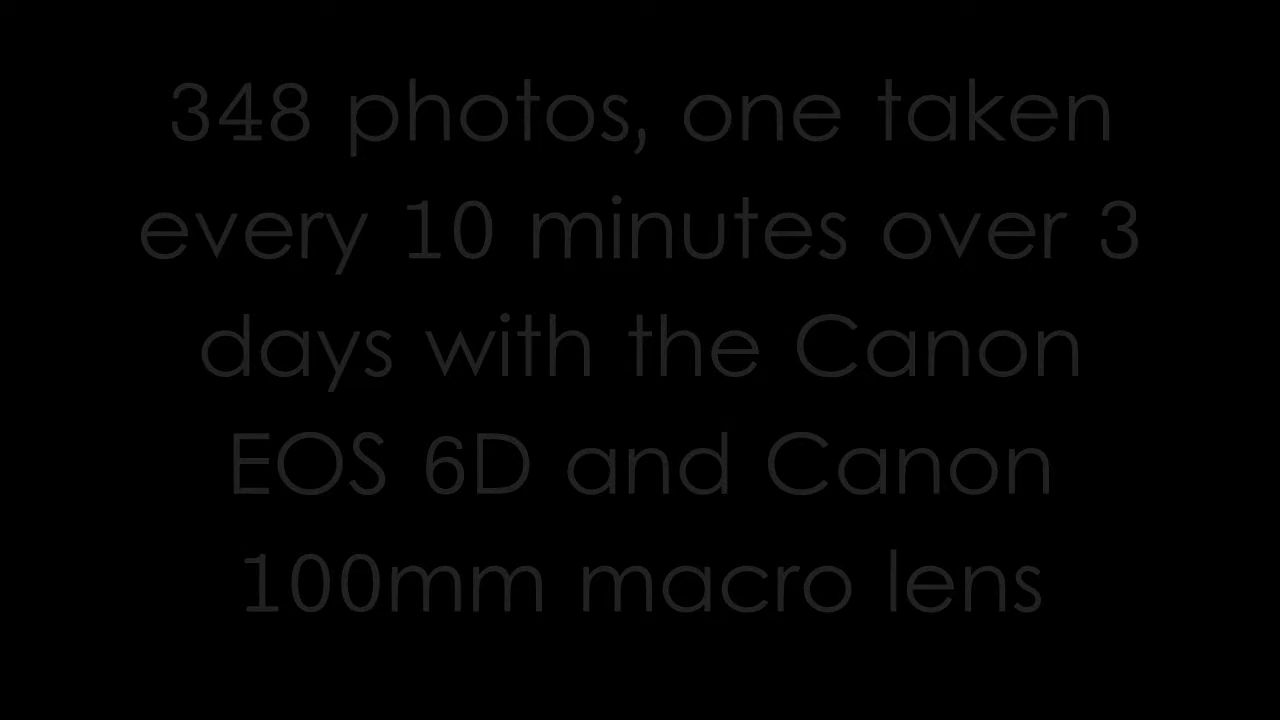 348 photos, one taken
every 10 minutes over 3
days with the Canon
EOS 6D and Canon
100mm macro lens